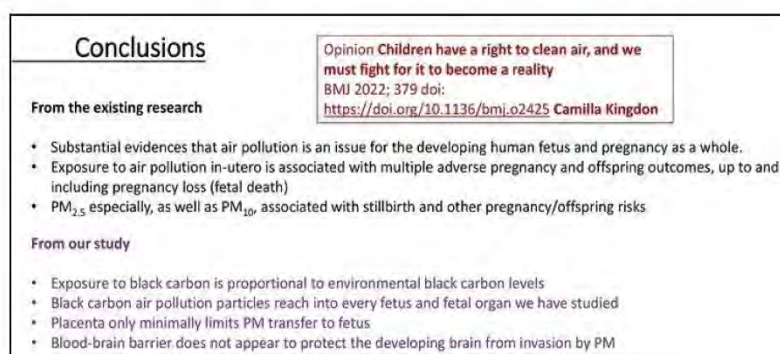 Conclusions
Opinion Children have a right to clean air, and we
must fight for it to become a reality
BMJ 2022; 379 doi:
https://doi.org/10.1136/bmj.o2425 Camilla Kingdon
From the existing research
• Substantial evidences that air pollution is an issue for the developing human fetus and pregnancy as a whole.
• Exposure to air pollution in-utero is associated with multiple adverse pregnancy and offspring outcomes, up to and
including pregnancy loss (fetal death)
• PM2.5 especially, as well as PM10, associated with stillbirth and other pregnancy/offspring risks
From our study
• Exposure to black carbon is proportional to environmental black carbon levels
• Black carbon air pollution particles reach into every fetus and fetal organ we have studied
• Placenta only minimally limits PM transfer to fetus
• Blood-brain barrier does not appear to protect the developing brain from invasion by PM